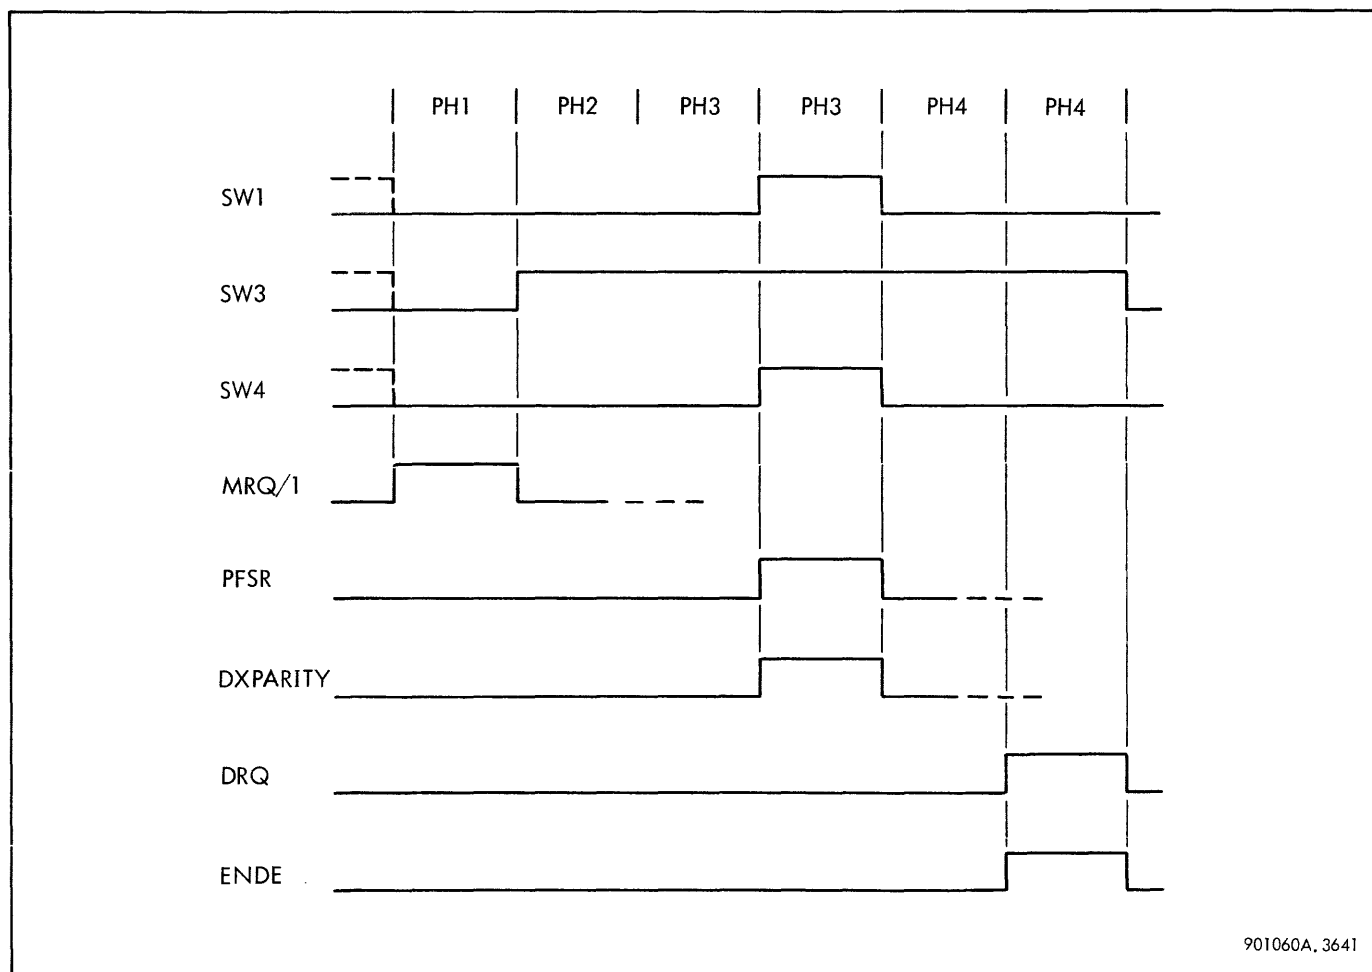 PH1 PH2 PH3 PH3 PH4 PH4
SW1
SW3
SW4
MRQ/1
PFSR
DXPARITY
DRQ
ENDE
901060A. 3641